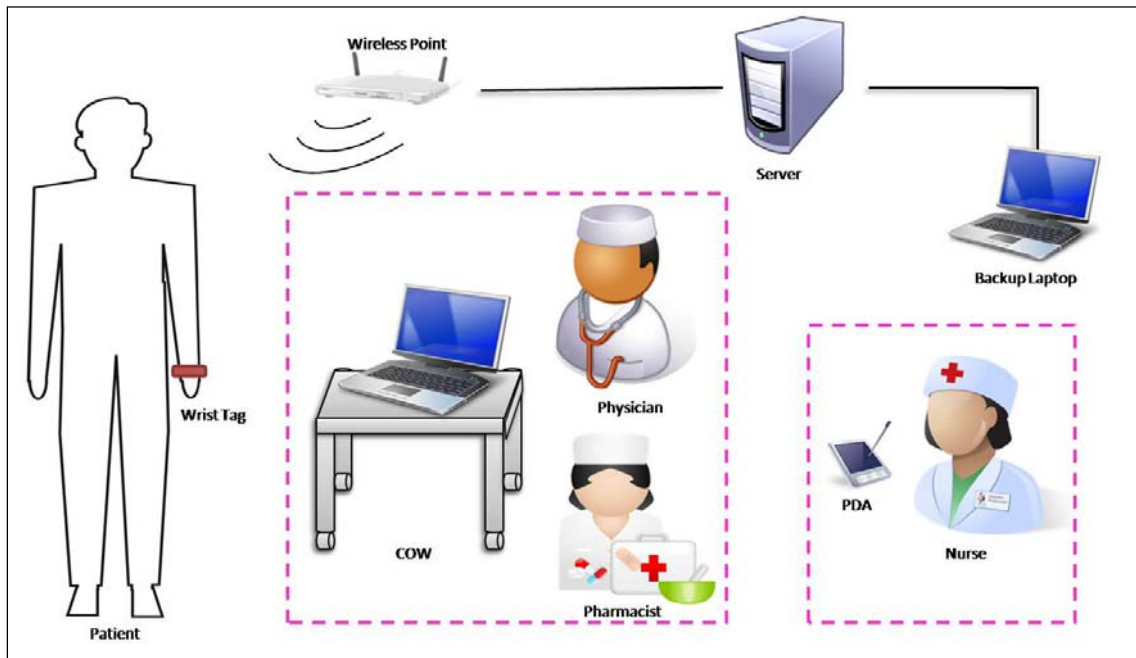 Wireless Point
Server
Backup Laptop
Wrist Tag
Physician
PDA
COW
Nurse
Pharmacist
Patient